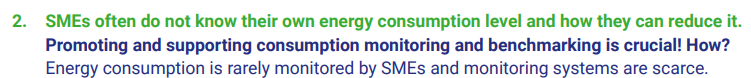 2. SMEs often do not know their own energy consumption level and how they can reduce it.
Promoting and supporting consumption monitoring and benchmarking is crucial! How?
Energy consumption is rarely monitored by SMEs and monitoring systems are scarce.